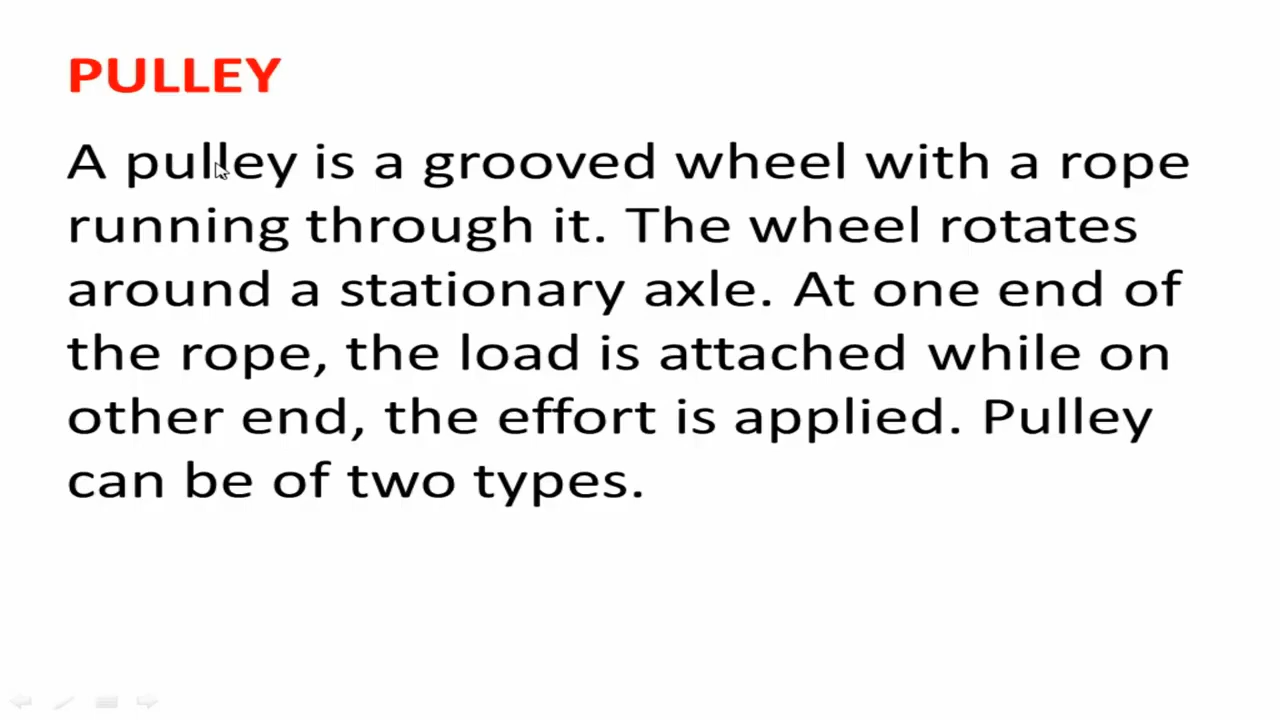 PULLEY
A pulley is a grooved wheel with a rope
running through it. The wheel rotates
around a stationary axle. At one end of
the rope, the load is attached while on
other end, the effort is applied. Pulley
can be of two types.